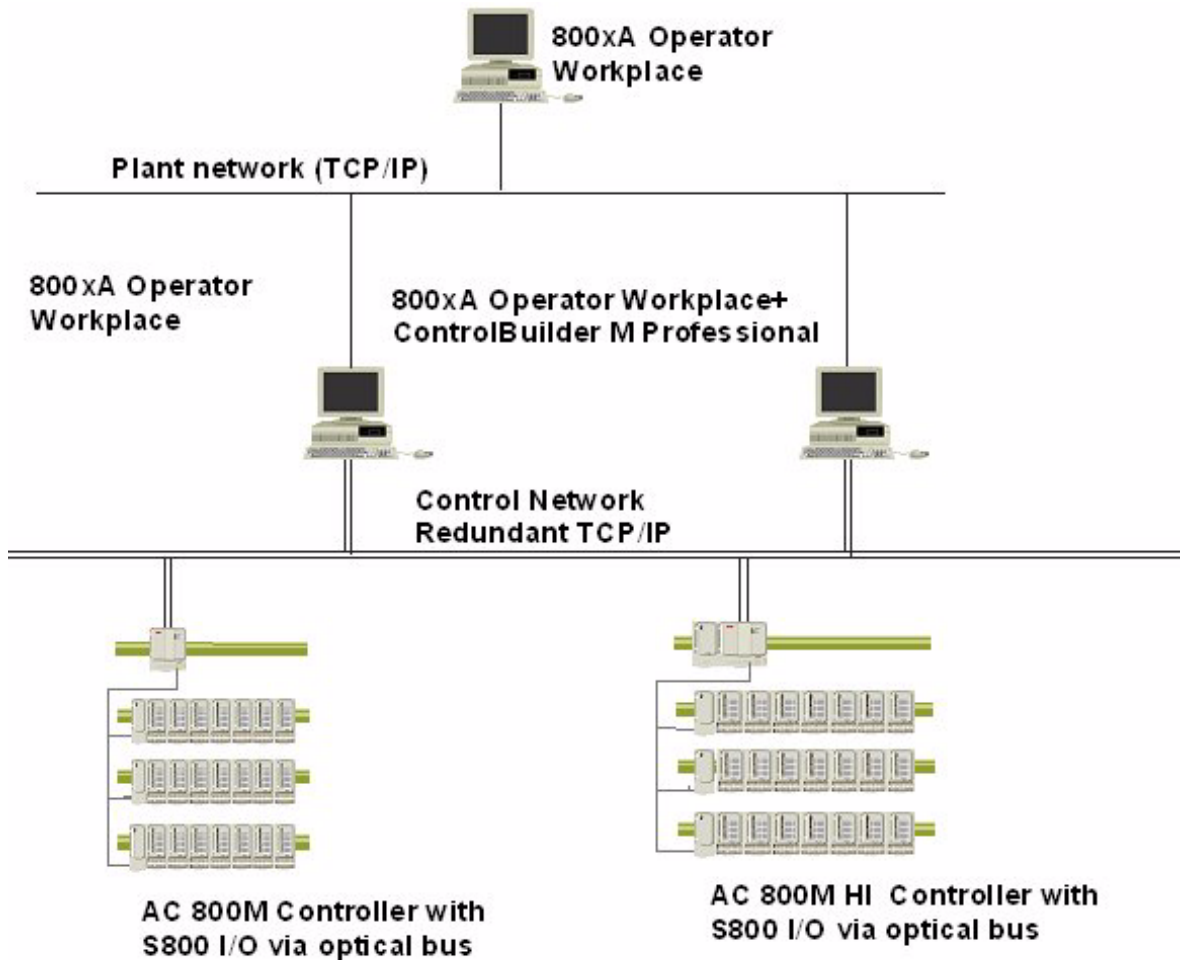 800xA Operator
Workplace
Plant network (TCP/IP)
800xA Operator
Workplace
800xA Operator Workplace+
ControlBuilder M Professional
Control Network
Redundant TCP/IP
AC 800M Controller with
S800 I/O via optical bus
AC 800M HI Controller with
S800 I/O via optical bus